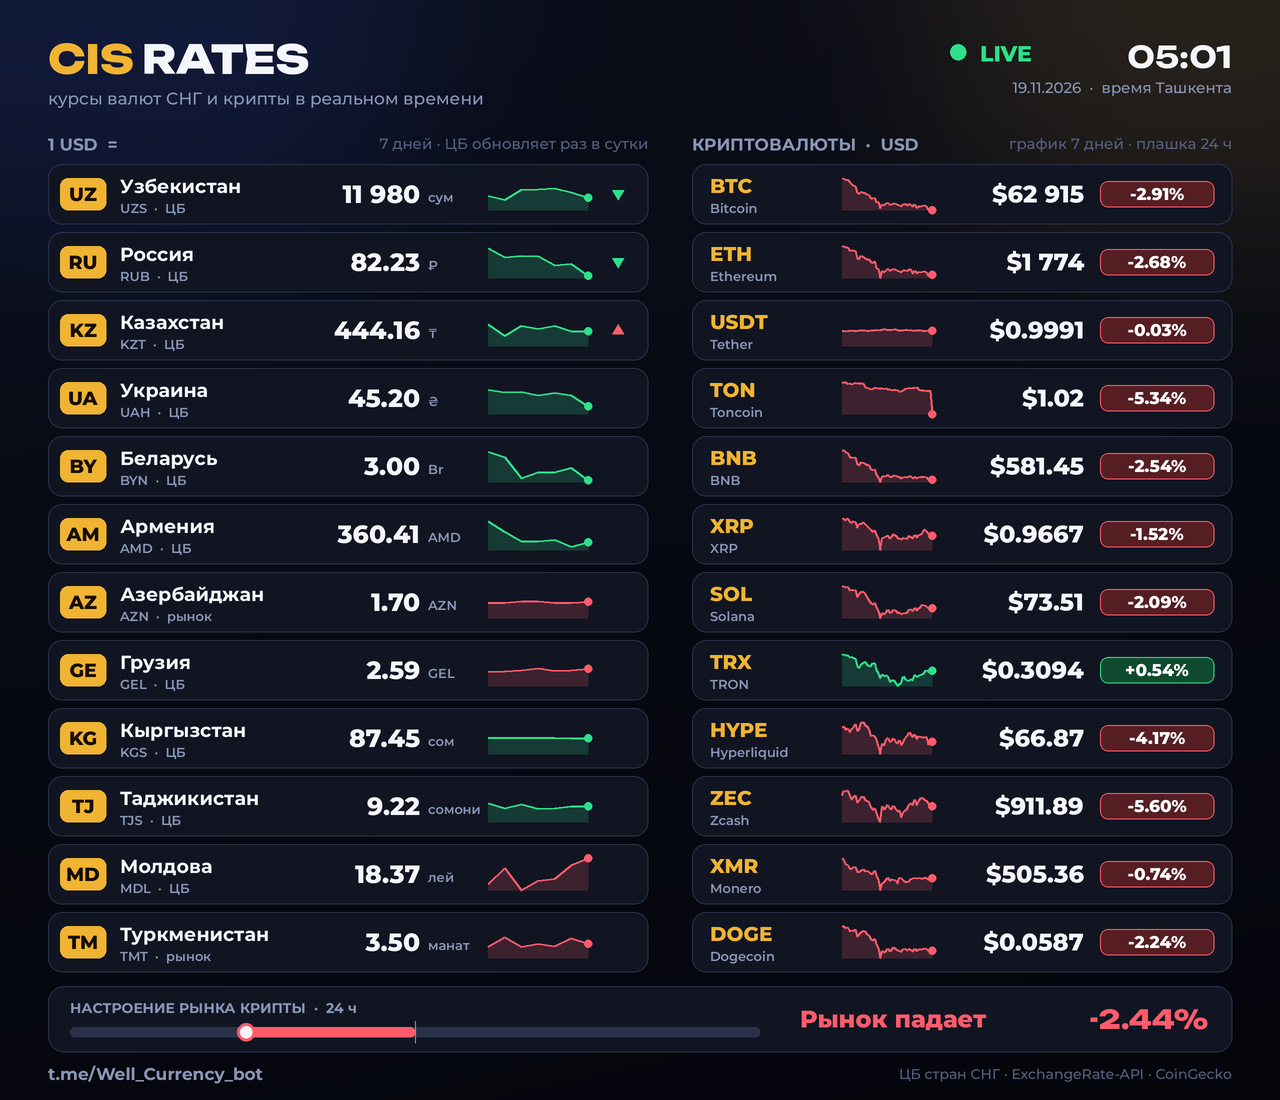 CIS RATES
курсы валют СНГ и крипты в реальном времени
LIVE
05:01
19.11.2026 · время Ташкента
1 USD =
7 дней · ЦБ обновляет раз в сутки
UZ Узбекистан 11 980 сум
UZS · ЦБ
RU Россия 82.23 ₽
RUB · ЦБ
KZ Казахстан 444.16 ₸
KZT · ЦБ
UA Украина 45.20 ₴
UAH · ЦБ
BY Беларусь 3.00 Br
BYN · ЦБ
AM Армения 360.41 AMD
AMD · ЦБ
AZ Азербайджан 1.70 AZN
AZN · рынок
GE Грузия 2.59 GEL
GEL · ЦБ
KG Кыргызстан 87.45 сом
KGS · ЦБ
TJ Таджикистан 9.22 сомони
TJS · ЦБ
MD Молдова 18.37 лей
MDL · ЦБ
TM Туркменистан 3.50 манат
TMT · рынок
КРИПТОВАЛЮТЫ · USD
график 7 дней · плашка 24 ч
BTC $62 915 -2.91%
Bitcoin
ETH $1 774 -2.68%
Ethereum
USDT $0.9991 -0.03%
Tether
TON $1.02 -5.34%
Toncoin
BNB $581.45 -2.54%
BNB
XRP $0.9667 -1.52%
XRP
SOL $73.51 -2.09%
Solana
TRX $0.3094 +0.54%
TRON
HYPE $66.87 -4.17%
Hyperliquid
ZEC $911.89 -5.60%
Zcash
XMR $505.36 -0.74%
Monero
DOGE $0.0587 -2.24%
Dogecoin
НАСТРОЕНИЕ РЫНКА КРИПТЫ · 24 ч
Рынок падает
-2.44%
t.me/Well_Currency_bot
ЦБ стран СНГ · ExchangeRate-API · CoinGecko